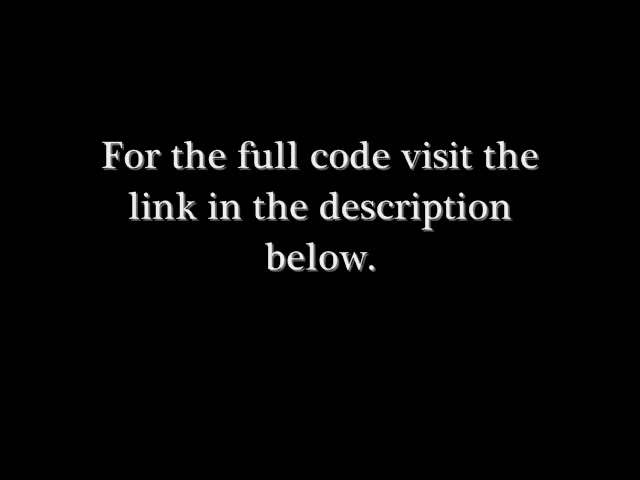 For the full code visit the
link in the description
below.